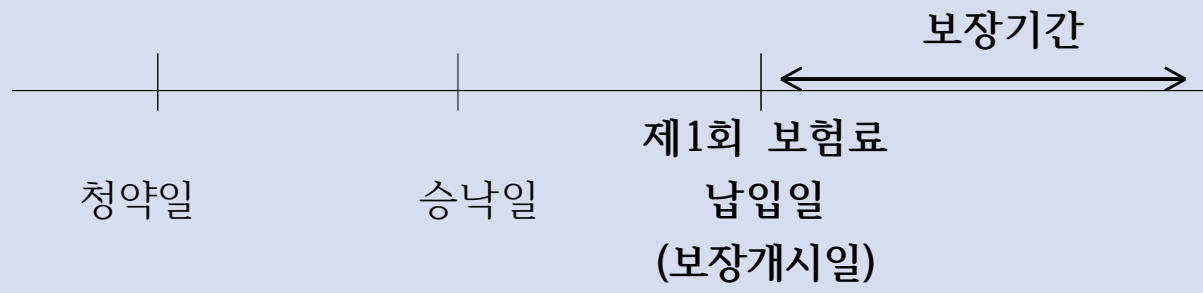 보장기간
청약일
승낙일
제1회 보험료
납입일
(보장개시일)